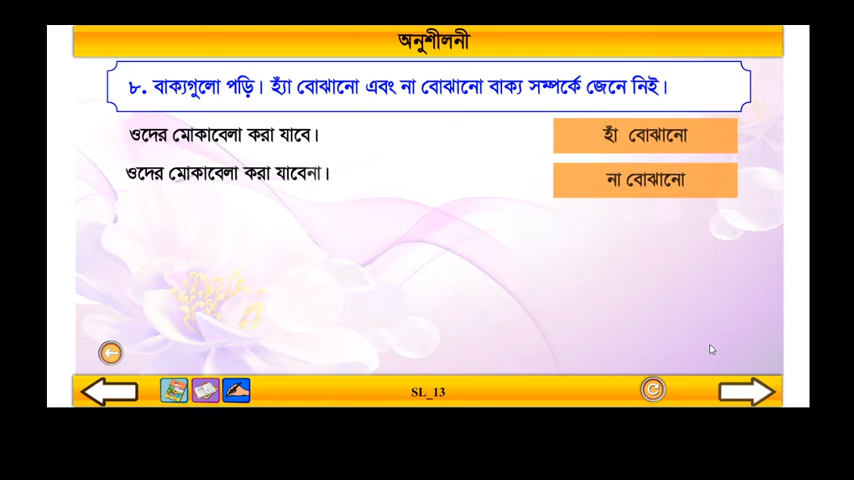 অনুশীলনী
৮. বাক্যগুলো পড়ি। হ্যাঁ বোঝানো এবং না বোঝানো বাক্য সম্পর্কে জেনে নিই।
ওদের মোকাবেলা করা যাবে।
হাঁ বোঝানো
ওদের মোকাবেলা করা যাবেনা।
না বোঝানো
SL_13